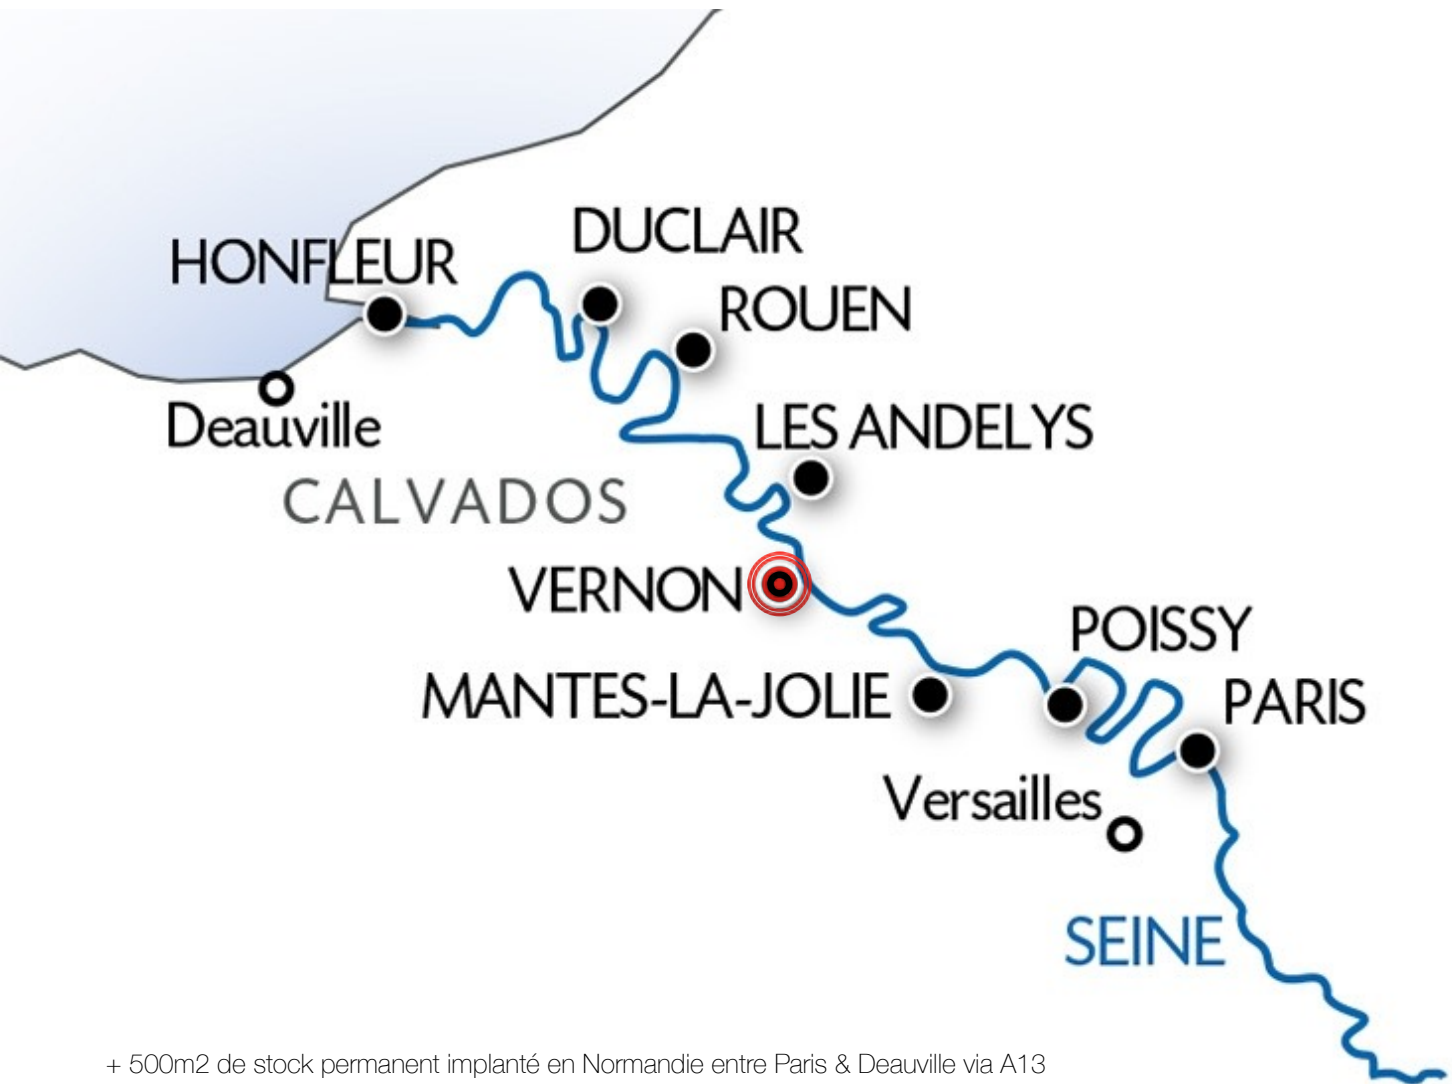 DUCLAIR
HONFLEUR
ROUEN
Deauville
LES ANDELYS
CALVADOS
VERNON
POISSY
MANTES-LA-JOLIE
PARIS
Versailles
SEINE
+ 500m2 de stock permanent implanté en Normandie entre Paris & Deauville via A13